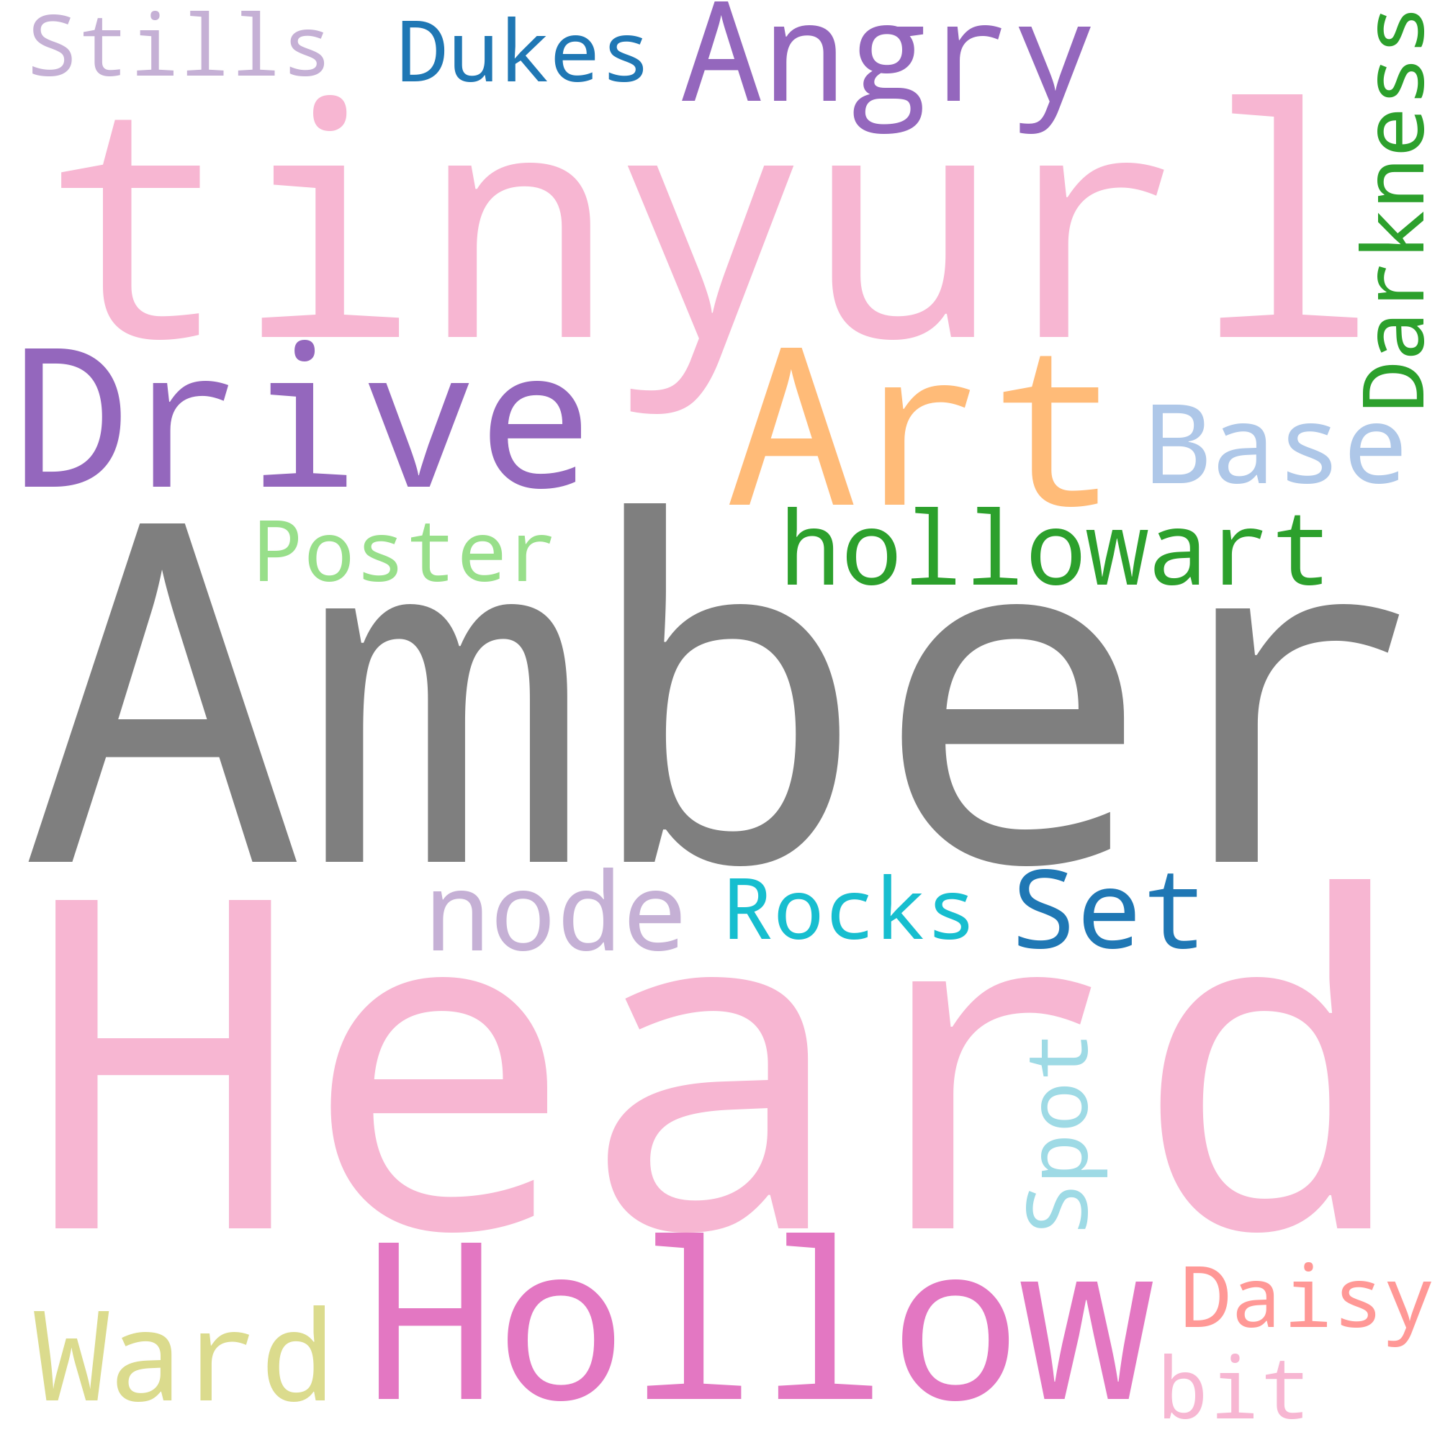 Stills
Dukes
Angry
Darkness
tinyurl
Drive
Art
Base
Poster
hollowart
Amber
node
Rocks
Set
Heard
Spot
Ward
Hollow
Daisy
bit